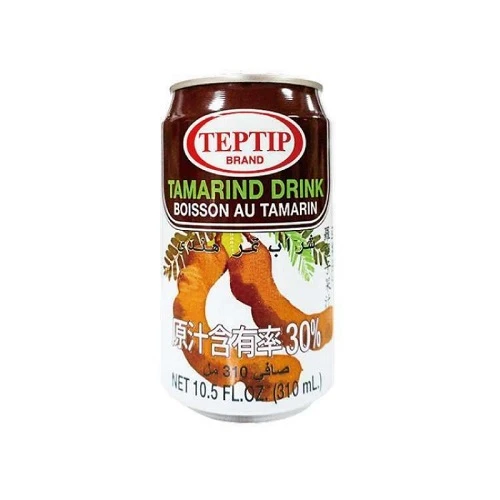 TEPTIP
BRAND
TAMARIND DRINK
BOISSON AU TAMARIN
شراب تمر هندي
原汁含有率30%
صافي 310 مل
NET 10.5 FL.OZ. (310 mL.)